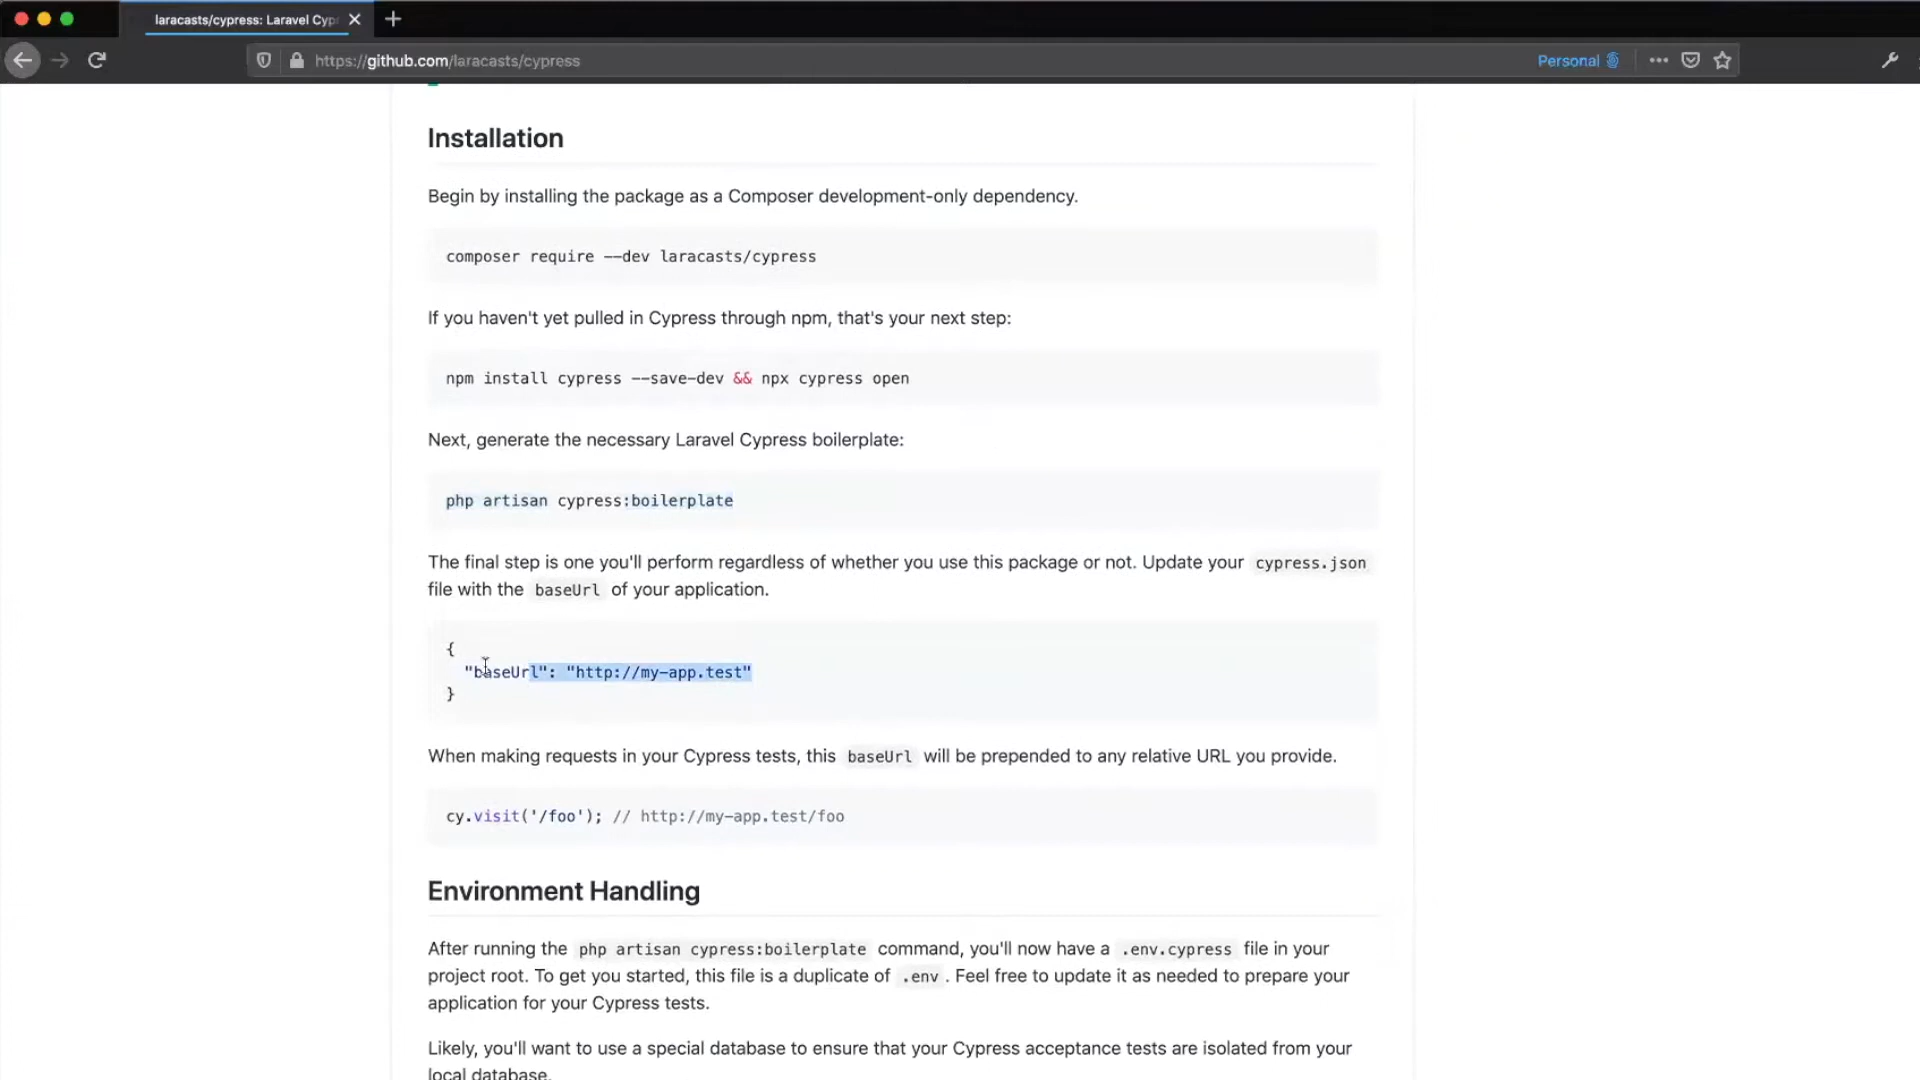 laracasts/cypress: Laravel Cyp
https://github.com/laracasts/cypress
Personal
Installation
Begin by installing the package as a Composer development-only dependency.
composer require --dev laracasts/cypress
If you haven't yet pulled in Cypress through npm, that's your next step:
npm install cypress --save-dev && npx cypress open
Next, generate the necessary Laravel Cypress boilerplate:
php artisan cypress:boilerplate
The final step is one you'll perform regardless of whether you use this package or not. Update your cypress.json
file with the baseUrl of your application.
{
"baseUrl": "http://my-app.test"
}
When making requests in your Cypress tests, this baseUrl will be prepended to any relative URL you provide.
cy.visit('/foo'); // http://my-app.test/foo
Environment Handling
After running the php artisan cypress:boilerplate command, you'll now have a .env.cypress file in your
project root. To get you started, this file is a duplicate of .env. Feel free to update it as needed to prepare your
application for your Cypress tests.
Likely, you'll want to use a special database to ensure that your Cypress acceptance tests are isolated from your
local database.